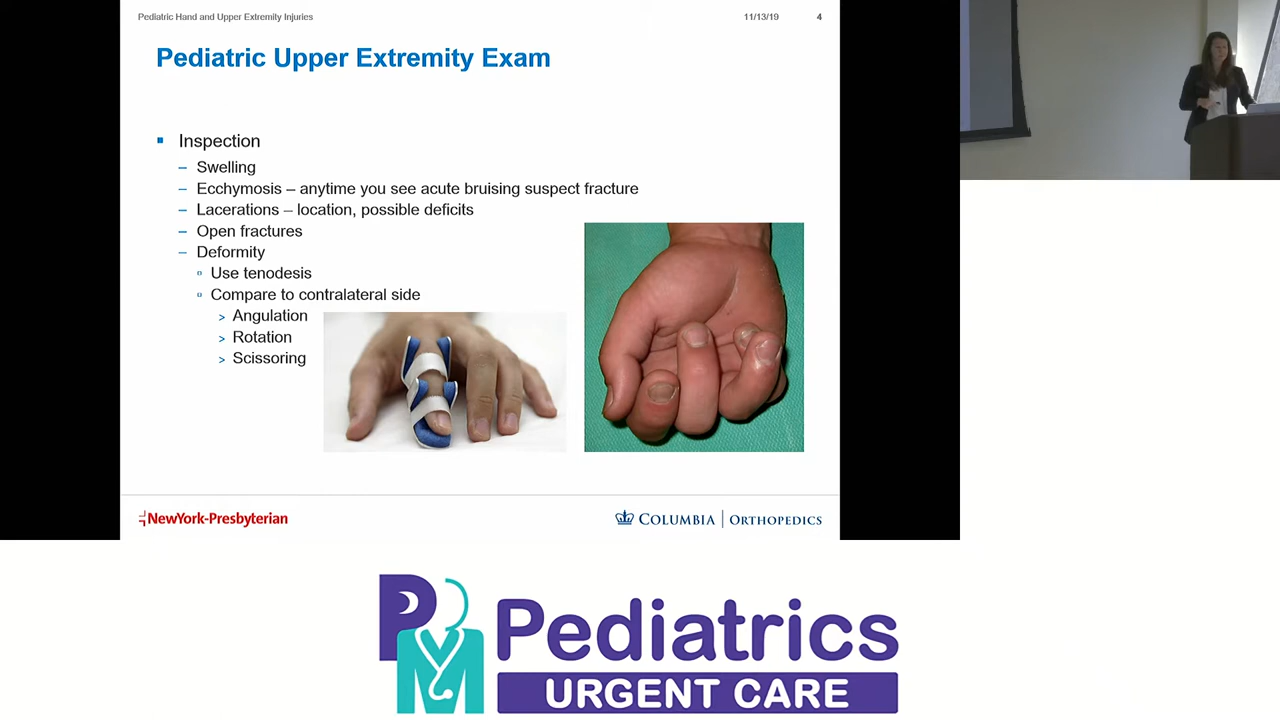 Pediatric Hand and Upper Extremity Injuries
11/13/19
4
Pediatric Upper Extremity Exam
Inspection
– Swelling
– Ecchymosis – anytime you see acute bruising suspect fracture
– Lacerations – location, possible deficits
– Open fractures
– Deformity
Use tenodesis
Compare to contralateral side
> Angulation
> Rotation
> Scissoring
NewYork-Presbyterian
COLUMBIA | ORTHOPEDICS
PM
Pediatrics
URGENT CARE